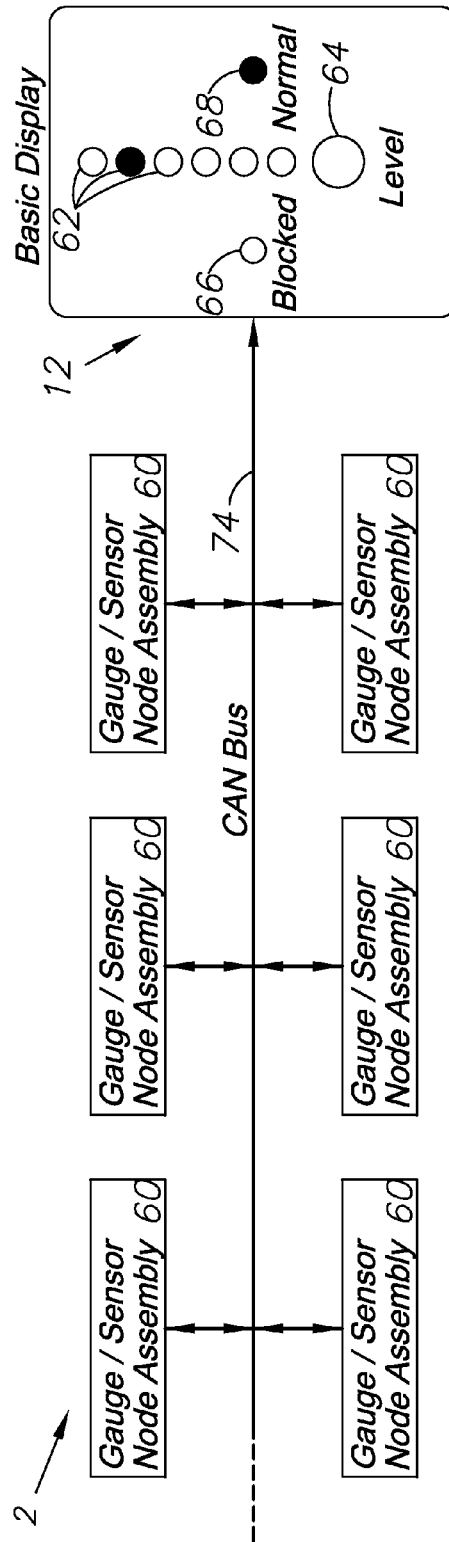 2
Gauge / Sensor
Node Assembly 60
Gauge / Sensor
Node Assembly 60
Gauge / Sensor
Node Assembly 60
CAN Bus
74
Gauge / Sensor
Node Assembly 60
Gauge / Sensor
Node Assembly 60
Gauge / Sensor
Node Assembly 60
12
Basic Display
62
66
68
Blocked
Normal
64
Level